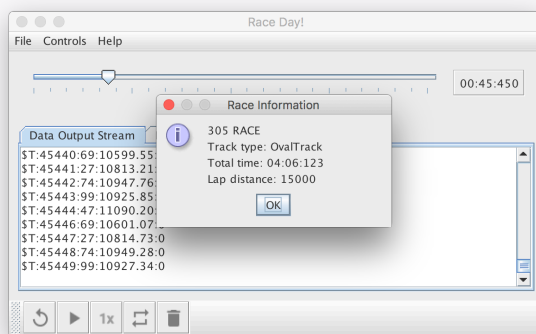 Race Day!
File Controls Help
00:45:450
Race Information
305 RACE
Track type: OvalTrack
Total time: 04:06:123
Lap distance: 15000
OK
Data Output Stream
$T:45440:69:10599.55:
$T:45441:27:10813.21:
$T:45442:74:10947.76:
$T:45443:99:10925.85:
$T:45444:47:11090.20:
$T:45446:69:10601.07:0
$T:45447:27:10814.73:0
$T:45448:74:10949.28:0
$T:45449:99:10927.34:0
1x